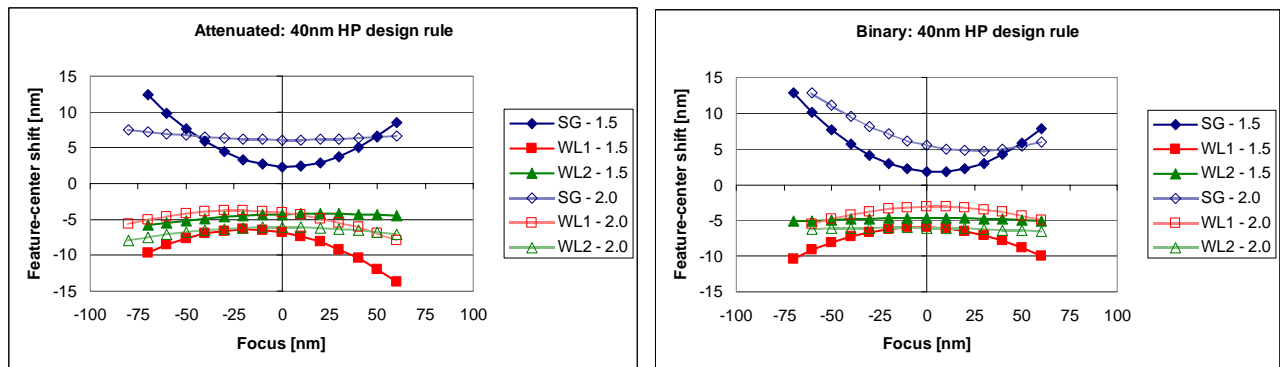 Attenuated: 40nm HP design rule
Feature-center shift [nm]
15
10
5
0
-5
-10
-15
-100 -75 -50 -25 0 25 50 75 100
Focus [nm]
SG - 1.5
WL1 - 1.5
WL2 - 1.5
SG - 2.0
WL1 - 2.0
WL2 - 2.0
Binary: 40nm HP design rule
Feature-center shift [nm]
15
10
5
0
-5
-10
-15
-100 -75 -50 -25 0 25 50 75 100
Focus [nm]
SG - 1.5
WL1 - 1.5
WL2 - 1.5
SG - 2.0
WL1 - 2.0
WL2 - 2.0